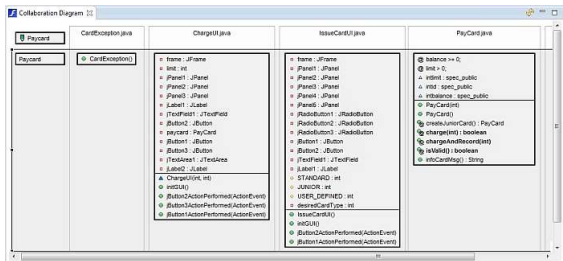 Collaboration Diagram
Paycard
CardException.java
ChargeUI.java
IssueCardUI.java
PayCard.java
Paycard
CardException()
frame : JFrame
limit : int
jPanel1 : JPanel
jPanel2 : JPanel
jPanel3 : JPanel
jLabel1 : JLabel
jTextField1 : JTextField
jButton2 : JButton
paycard : PayCard
jButton1 : JButton
jButton3 : JButton
jTextArea1 : JTextArea
jLabel2 : JLabel
ChargeUI(int, int)
initGUI()
jButton2ActionPerformed(ActionEvent)
jButton3ActionPerformed(ActionEvent)
jButton1ActionPerformed(ActionEvent)
frame : JFrame
jPanel1 : JPanel
jPanel2 : JPanel
jPanel3 : JPanel
jPanel4 : JPanel
jPanel5 : JPanel
jRadioButton1 : JRadioButton
jRadioButton2 : JRadioButton
jRadioButton3 : JRadioButton
jButton1 : JButton
jButton2 : JButton
jTextField1 : JTextField
jLabel1 : JLabel
STANDARD : int
JUNIOR : int
USER_DEFINED : int
desiredCardType : int
IssueCardUI()
initGUI()
jButton2ActionPerformed(ActionEvent)
jButton1ActionPerformed(ActionEvent)
balance >= 0;
limit > 0;
intlimit : spec_public
intid : spec_public
intbalance : spec_public
PayCard(int)
PayCard()
createJuniorCard() : PayCard
charge(int) : boolean
chargeAndRecord(int)
isValid() : boolean
infoCardMsg() : String